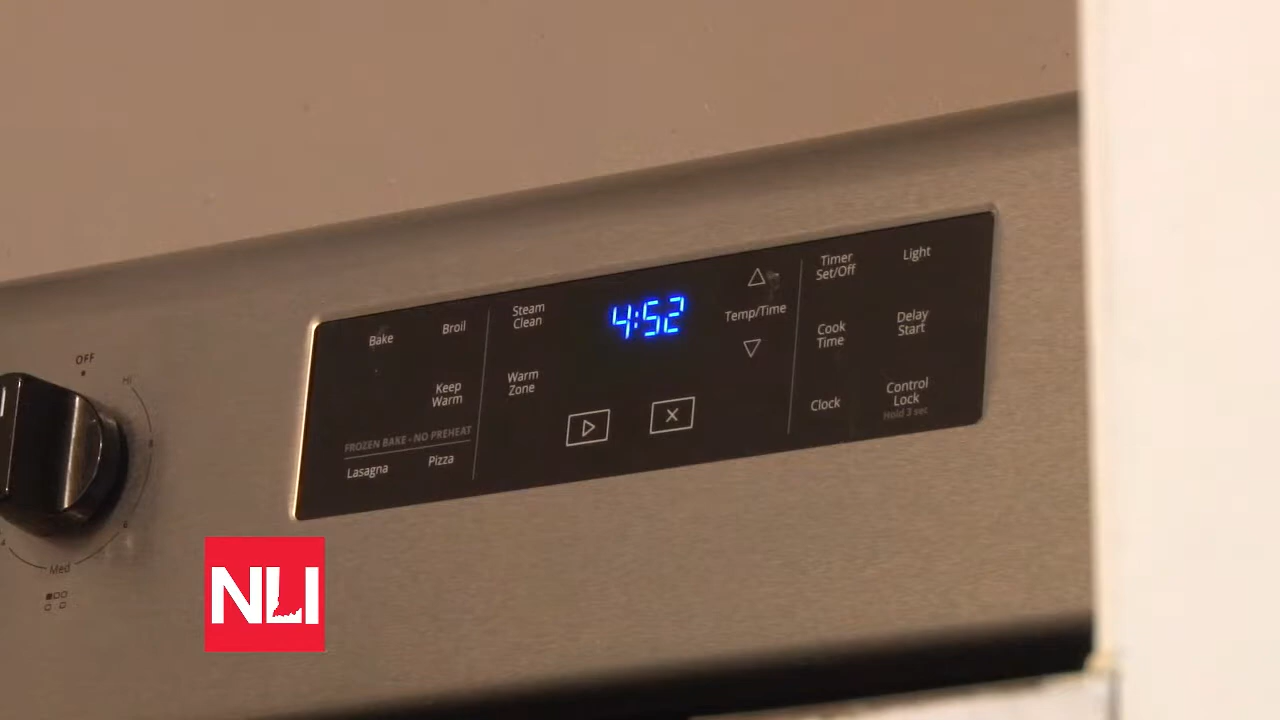 OFF
Hi
Med
Bake
Broil
Keep
Warm
FROZEN BAKE - NO PREHEAT
Lasagna
Pizza
Steam
Clean
Warm
Zone
4:52
Temp/Time
Timer
Set/Off
Light
Cook
Time
Delay
Start
Clock
Control
Lock
Hold 3 sec
NLI